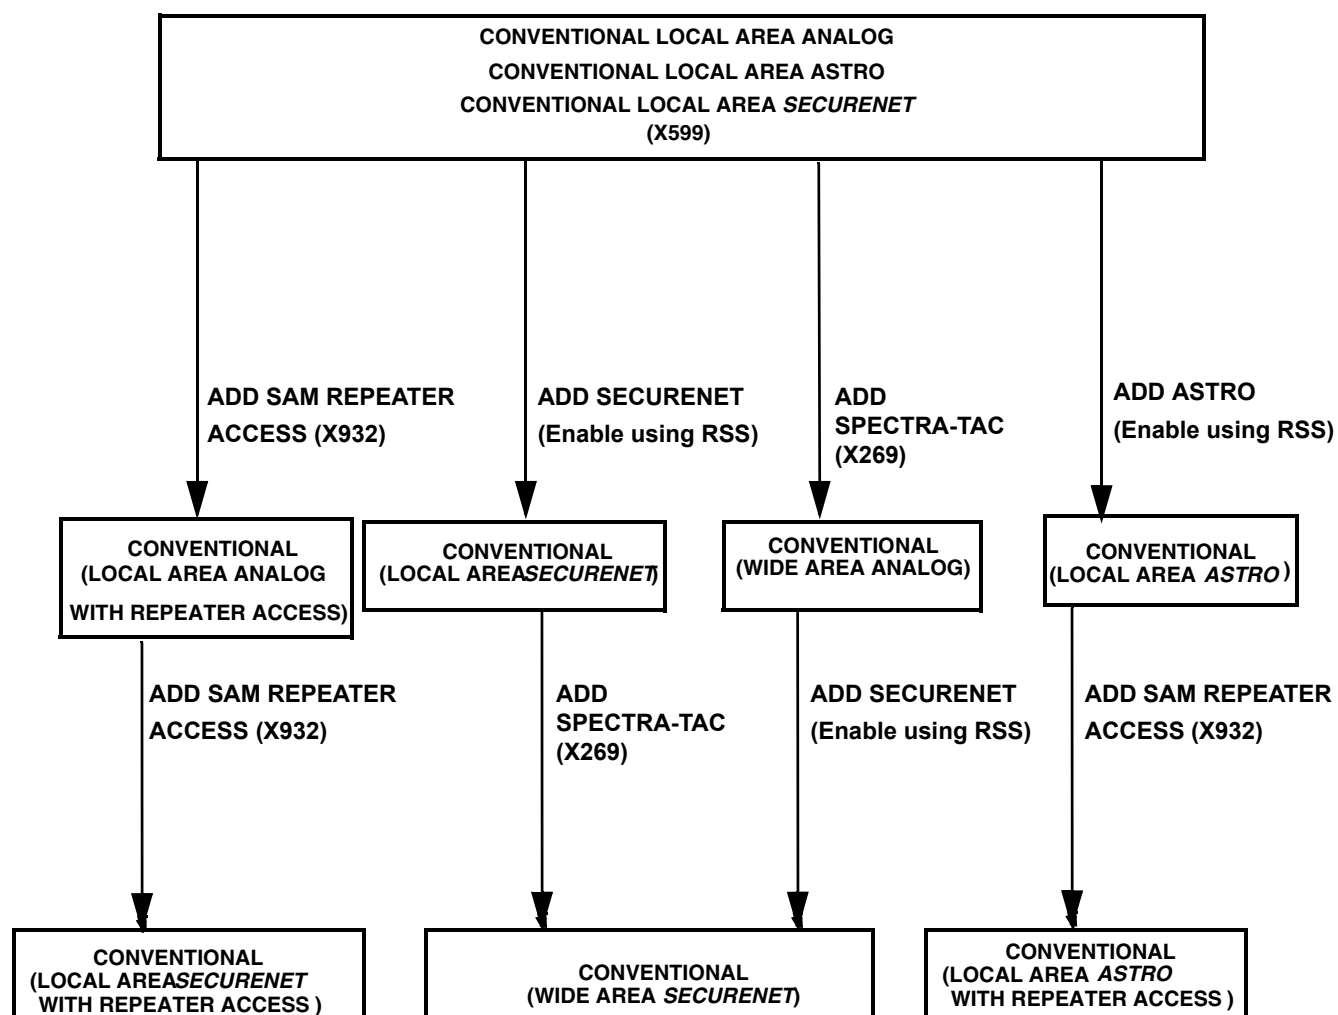 CONVENTIONAL LOCAL AREA ANALOG
CONVENTIONAL LOCAL AREA ASTRO
CONVENTIONAL LOCAL AREA SECURENET
(X599)
ADD SAM REPEATER
ACCESS (X932)
ADD SECURENET
(Enable using RSS)
ADD
SPECTRA-TAC
(X269)
ADD ASTRO
(Enable using RSS)
CONVENTIONAL
(LOCAL AREA ANALOG
WITH REPEATER ACCESS)
CONVENTIONAL
(LOCAL AREASECURENET)
CONVENTIONAL
(WIDE AREA ANALOG)
CONVENTIONAL
(LOCAL AREA ASTRO)
ADD SAM REPEATER
ACCESS (X932)
ADD
SPECTRA-TAC
(X269)
ADD SECURENET
(Enable using RSS)
ADD SAM REPEATER
ACCESS (X932)
CONVENTIONAL
(LOCAL AREASECURENET
WITH REPEATER ACCESS )
CONVENTIONAL
(WIDE AREA SECURENET)
CONVENTIONAL
(LOCAL AREA ASTRO
WITH REPEATER ACCESS )